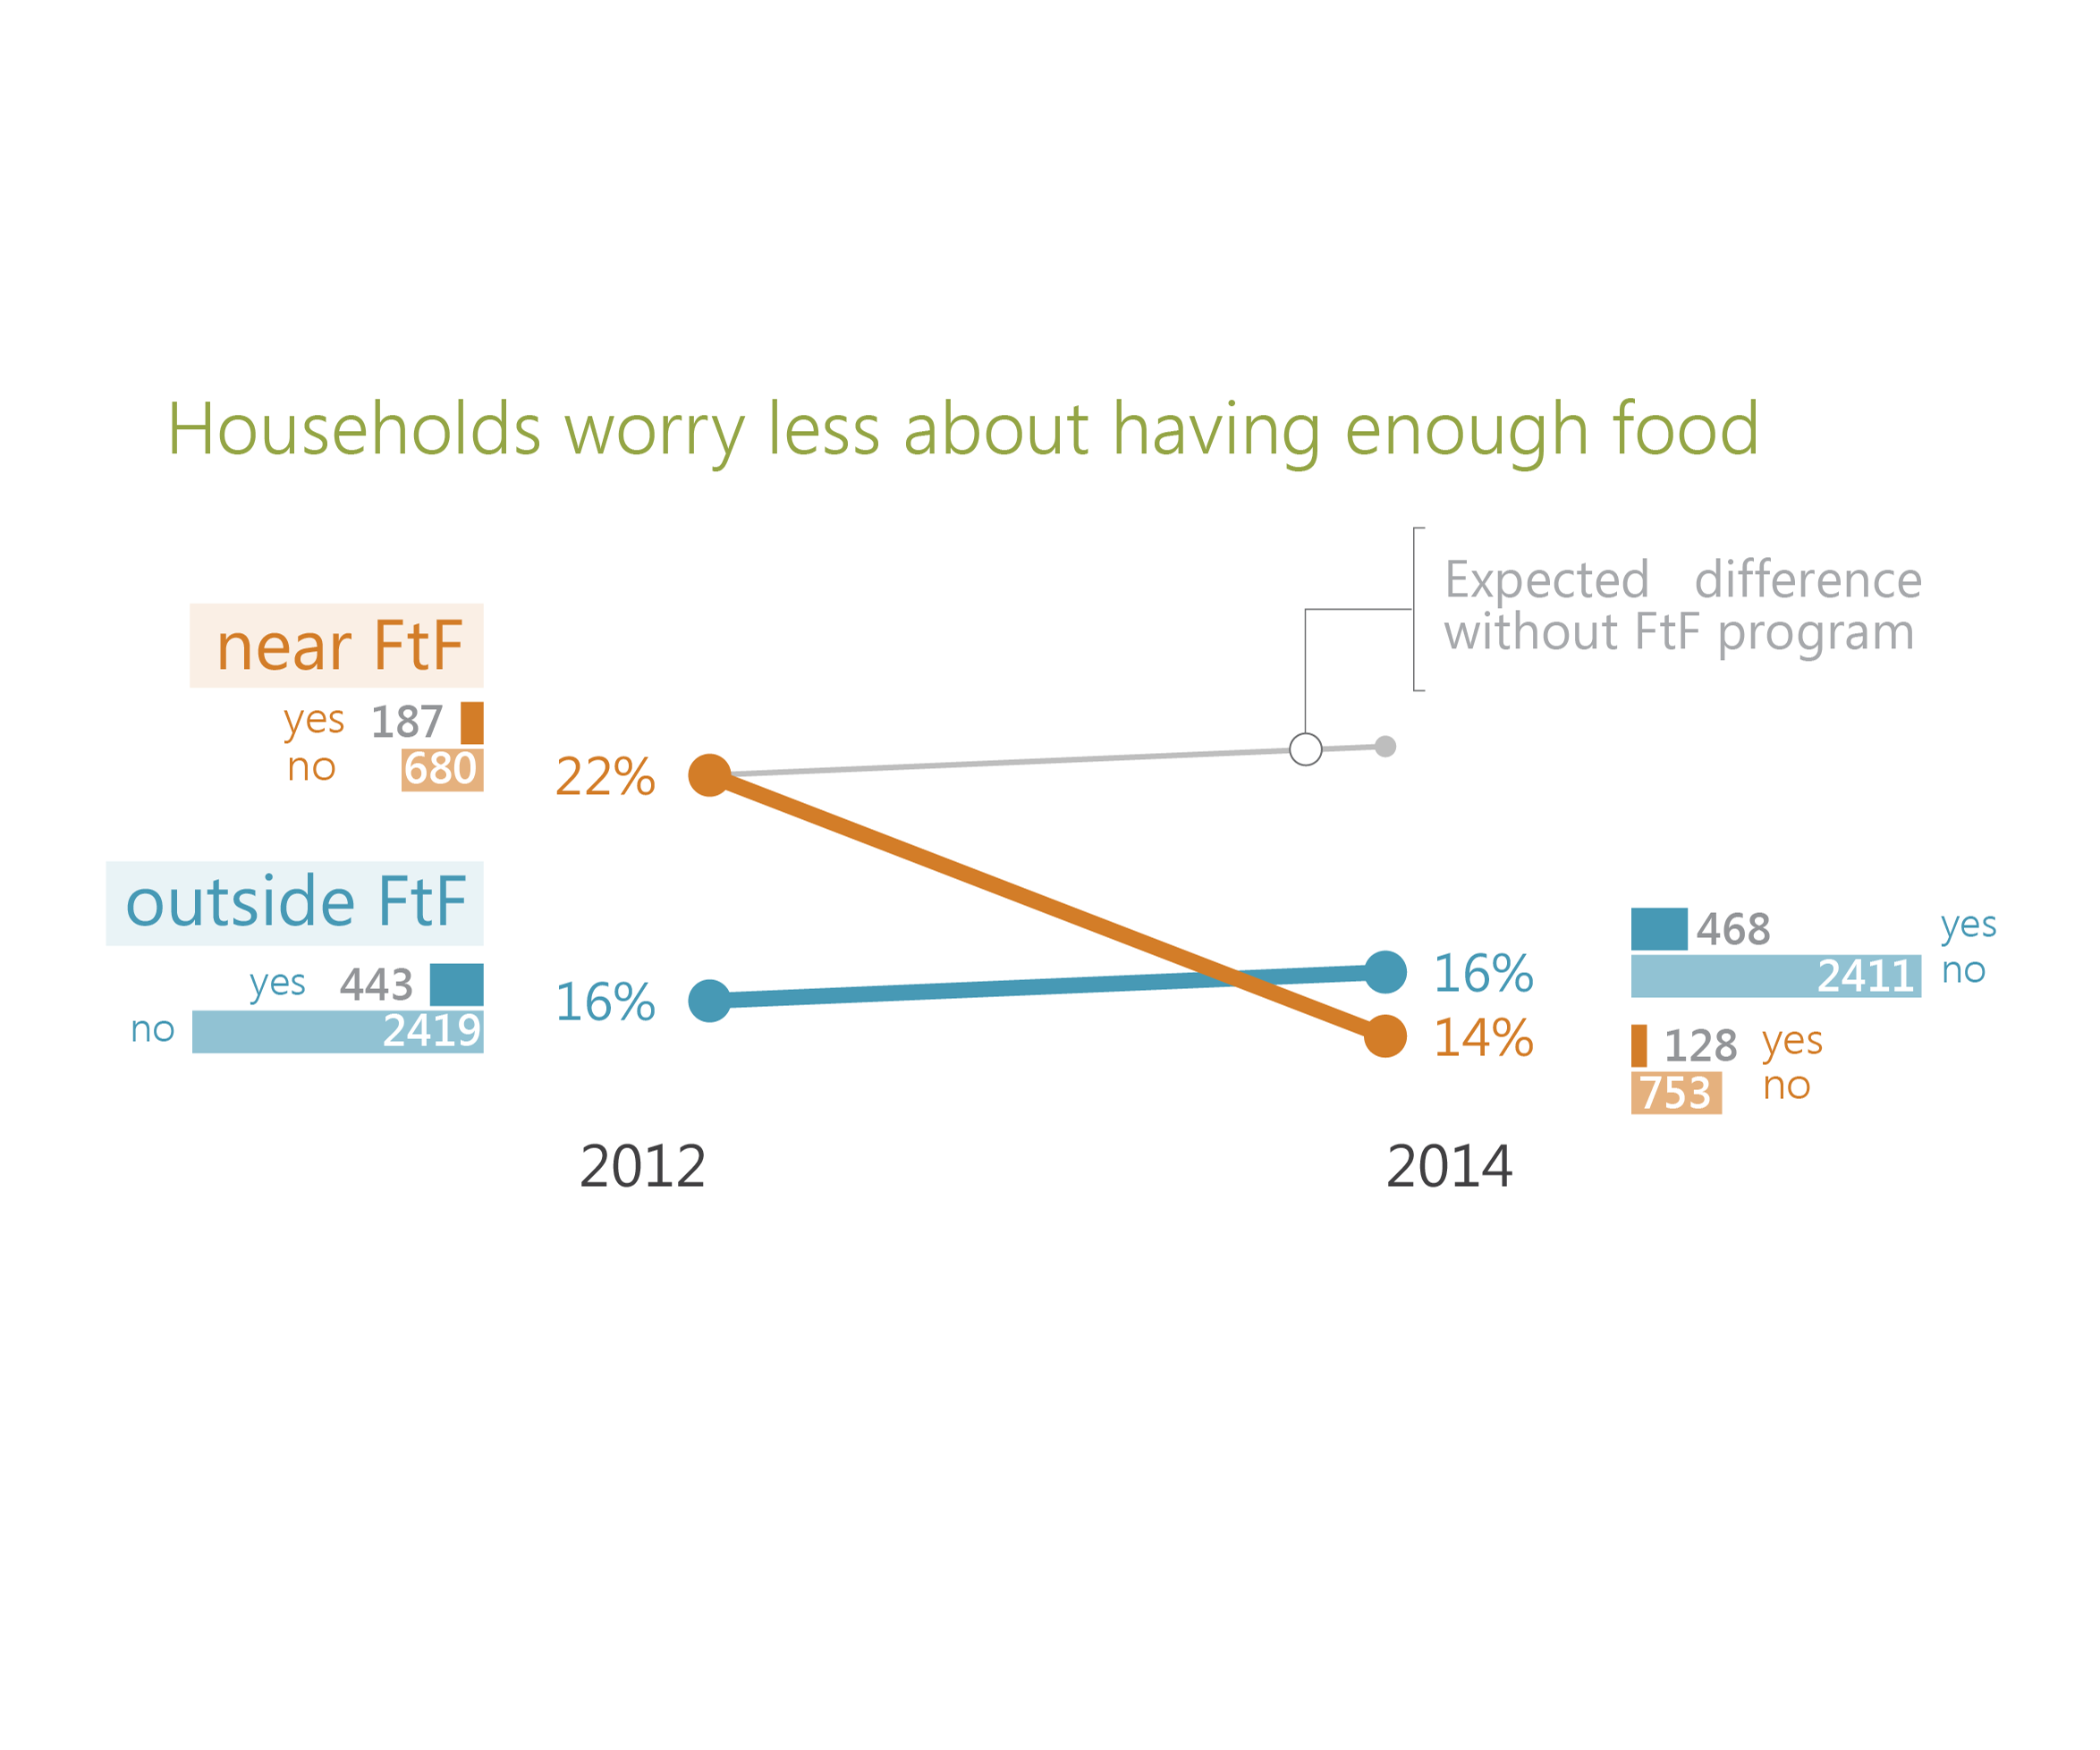 Households worry less about having enough food
Expected difference
without FtF program
near FtF
yes 187
no 680
22%
outside FtF
yes 443
no 2419
16%
16%
468 yes
2411 no
14%
128 yes
753 no
2012
2014